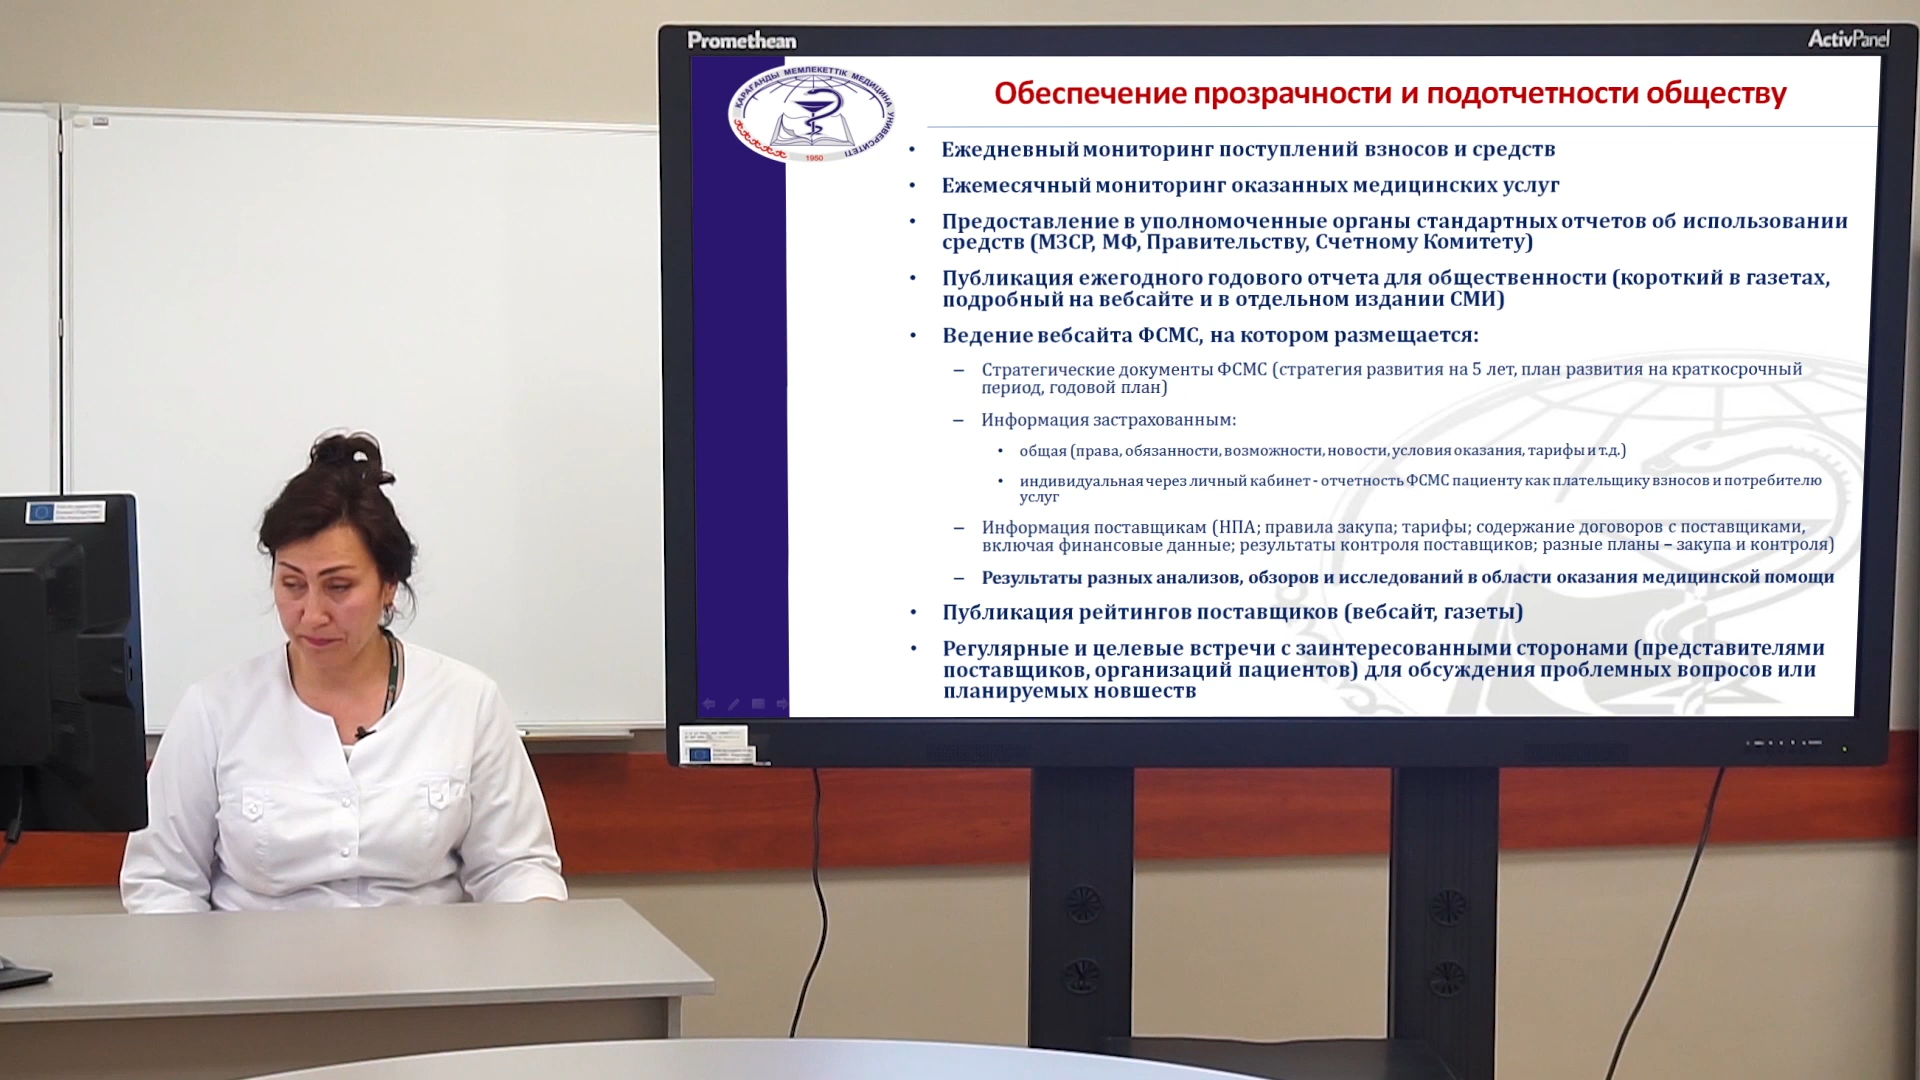 Promethean
ActivPanel
ҚАРАҒАНДЫ МЕМЛЕКЕТТІК МЕДИЦИНА УНИВЕРСИТЕТІ
1950
Обеспечение прозрачности и подотчетности обществу
• Ежедневный мониторинг поступлений взносов и средств
• Ежемесячный мониторинг оказанных медицинских услуг
• Предоставление в уполномоченные органы стандартных отчетов об использовании
средств (МЗСР, МФ, Правительству, Счетному Комитету)
• Публикация ежегодного годового отчета для общественности (короткий в газетах,
подробный на вебсайте и в отдельном издании СМИ)
• Ведение вебсайта ФСМС, на котором размещается:
– Стратегические документы ФСМС (стратегия развития на 5 лет, план развития на краткосрочный
период, годовой план)
– Информация застрахованным:
• общая (права, обязанности, возможности, новости, условия оказания, тарифы и т.д.)
• индивидуальная через личный кабинет - отчетность ФСМС пациенту как плательщику взносов и потребителю
услуг
– Информация поставщикам (НПА; правила закупа; тарифы; содержание договоров с поставщиками,
включая финансовые данные; результаты контроля поставщиков; разные планы – закупа и контроля)
– Результаты разных анализов, обзоров и исследований в области оказания медицинской помощи
• Публикация рейтингов поставщиков (вебсайт, газеты)
• Регулярные и целевые встречи с заинтересованными сторонами (представителями
поставщиков, организаций пациентов) для обсуждения проблемных вопросов или
планируемых новшеств